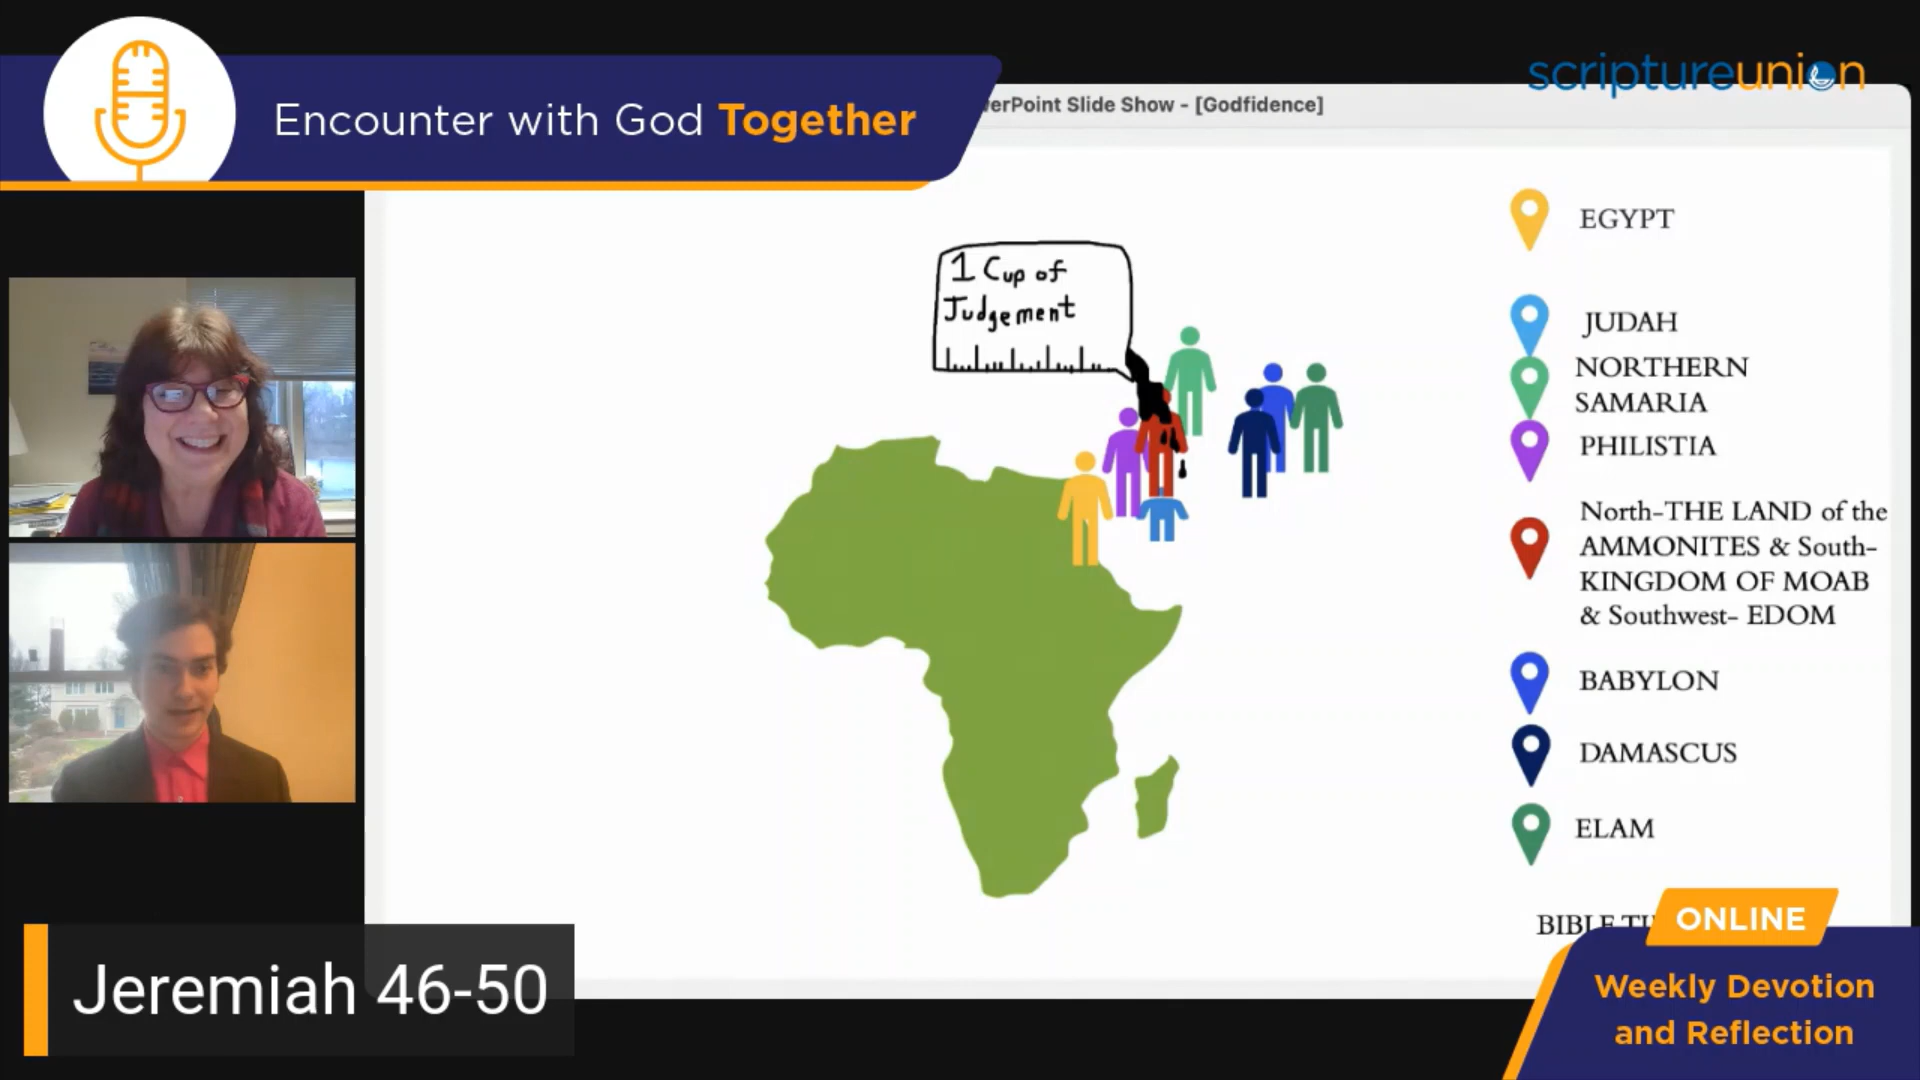 Encounter with God Together
scriptureunion
PowerPoint Slide Show - [Godfidence]
1 Cup of
Judgement
EGYPT
JUDAH
NORTHERN
SAMARIA
PHILISTIA
North-THE LAND of the
AMMONITES & South-
KINGDOM OF MOAB
& Southwest- EDOM
BABYLON
DAMASCUS
ELAM
BIBLE
ONLINE
Weekly Devotion
and Reflection
Jeremiah 46-50